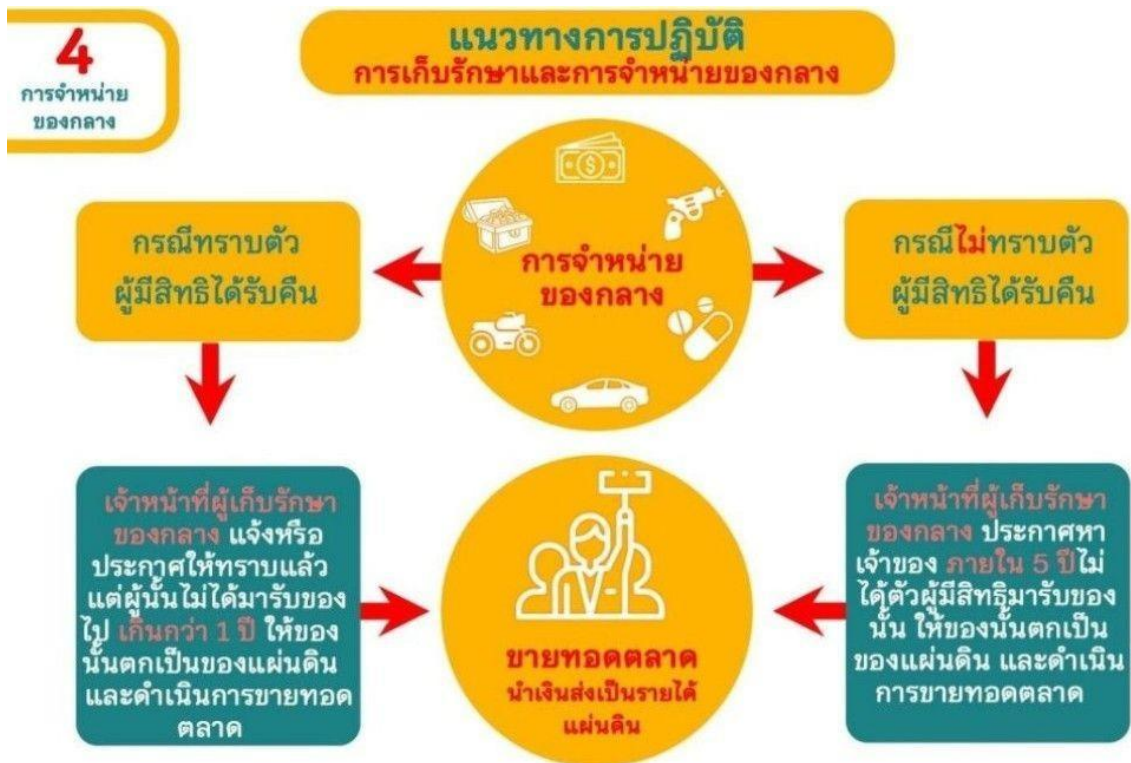 4
การจำหน่าย
ของกลาง
แนวทางการปฏิบัติ
การเก็บรักษาและการจำหน่ายของกลาง
กรณีทราบตัว
ผู้มีสิทธิได้รับคืน
การจำหน่าย
ของกลาง
กรณีไม่ทราบตัว
ผู้มีสิทธิได้รับคืน
เจ้าหน้าที่ผู้เก็บรักษา
ของกลาง แจ้งหรือ
ประกาศให้ทราบแล้ว
แต่ผู้นั้นไม่ได้มารับของ
ไป เกินกว่า 1 ปี ให้ของ
นั้นตกเป็นของแผ่นดิน
และดำเนินการขายทอด
ตลาด
ขายทอดตลาด
นำเงินส่งเป็นรายได้
แผ่นดิน
เจ้าหน้าที่ผู้เก็บรักษา
ของกลาง ประกาศหา
เจ้าของ ภายใน 5 ปีไม่
ได้ตัวผู้มีสิทธิมารับของ
นั้น ให้ของนั้นตกเป็น
ของแผ่นดิน และดำเนิน
การขายทอดตลาด